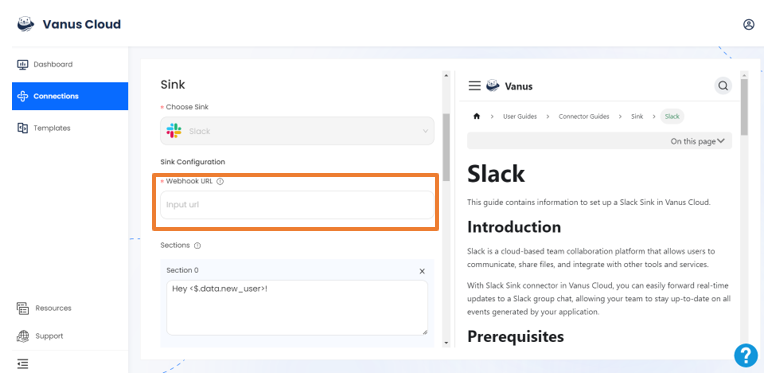 Vanus Cloud
Dashboard
Connections
Templates
Resources
Support
Sink
* Choose Sink
Slack
Sink Configuration
* Webhook URL
Input url
Sections
Section 0
x
Hey <$.data.new_user>!
Vanus
> User Guides > Connector Guides > Sink > Slack
On this page
Slack
This guide contains information to set up a Slack Sink in Vanus Cloud.
Introduction
Slack is a cloud-based team collaboration platform that allows users to
communicate, share files, and integrate with other tools and services.
With Slack Sink connector in Vanus Cloud, you can easily forward real-time
updates to a Slack group chat, allowing your team to stay up-to-date on all
events generated by your application.
Prerequisites
?